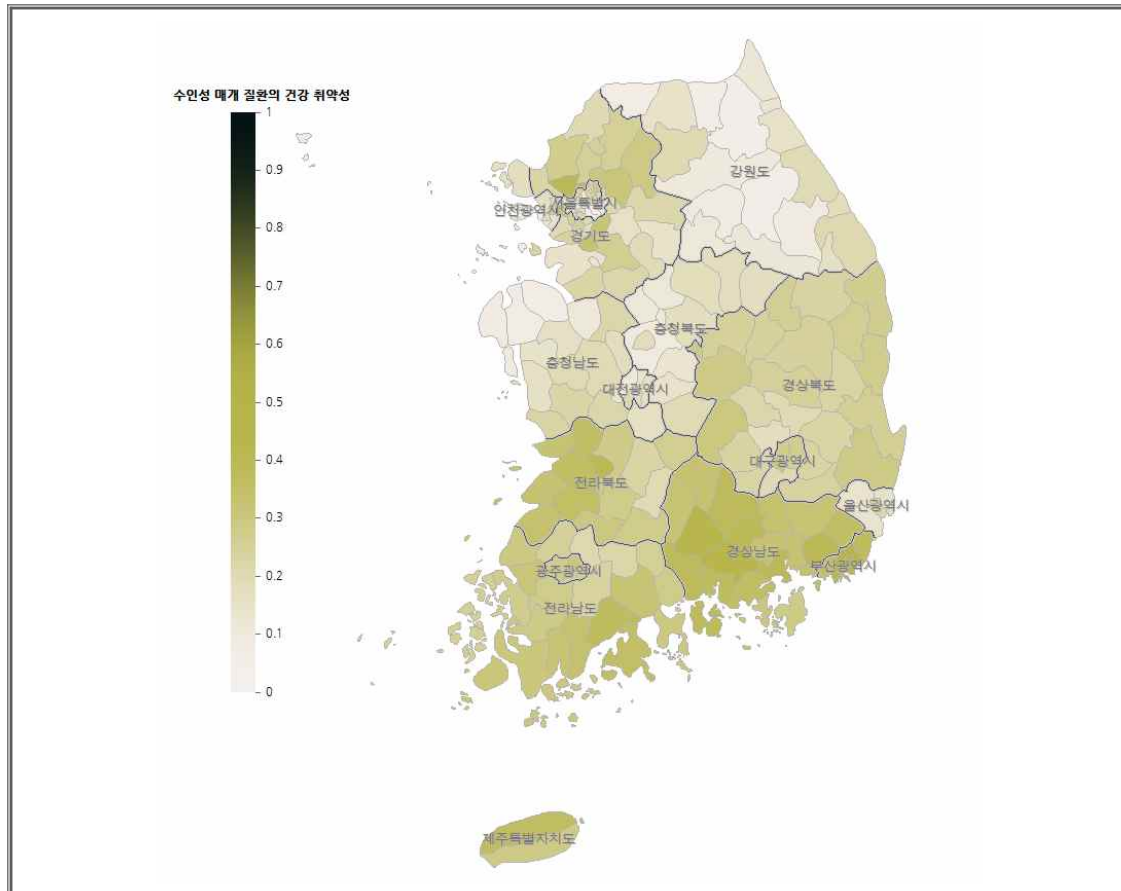 수인성 매개 질환의 건강 취약성
1
0.9
0.8
0.7
0.6
0.5
0.4
0.3
0.2
0.1
0
강원도
서울특별시
인천광역시
경기도
충청북도
충청남도
대전광역시
경상북도
대구광역시
전라북도
울산광역시
경상남도
부산광역시
광주광역시
전라남도
제주특별자치도